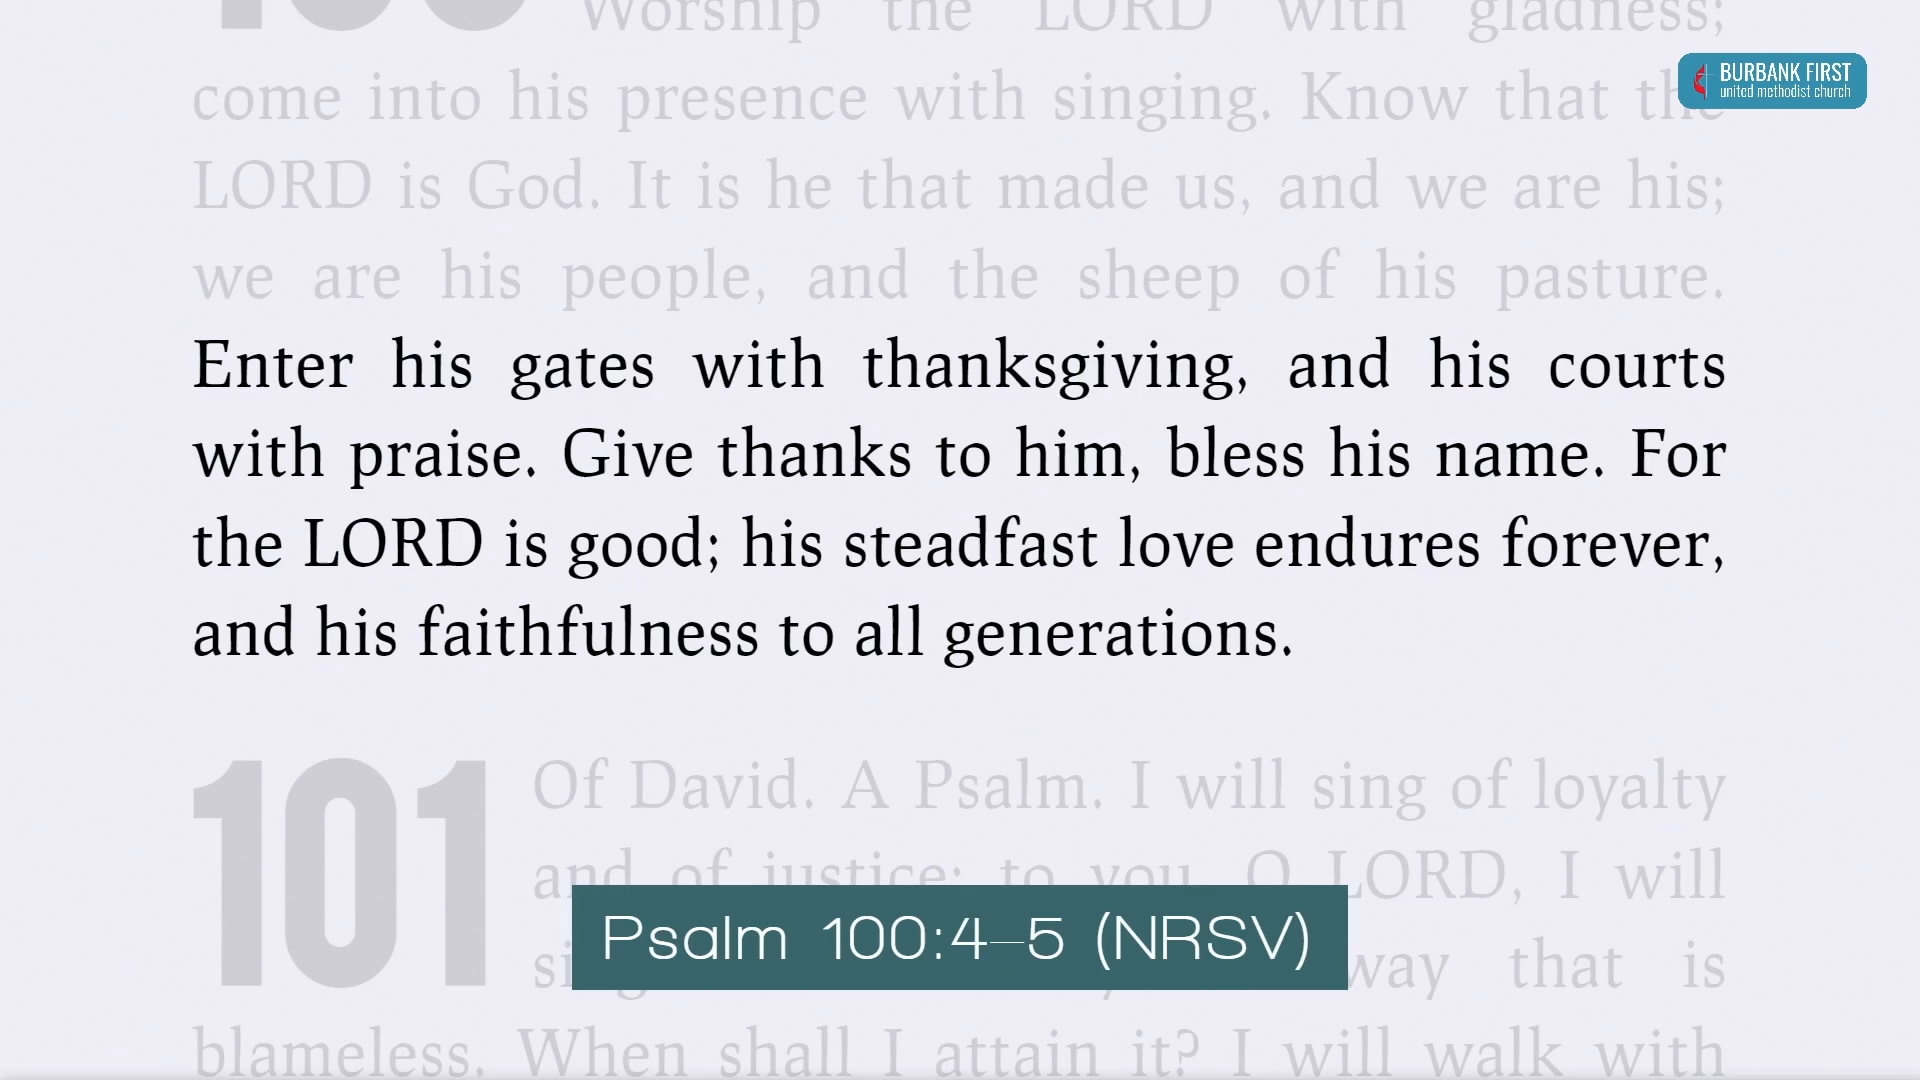 Worship the LORD with gladness;
BURBANK FIRST
united methodist church
come into his presence with singing. Know that the
LORD is God. It is he that made us, and we are his;
we are his people, and the sheep of his pasture.
Enter his gates with thanksgiving, and his courts
with praise. Give thanks to him, bless his name. For
the LORD is good; his steadfast love endures forever,
and his faithfulness to all generations.
101
Of David. A Psalm. I will sing of loyalty
and of justice; to you, O LORD, I will
way that is
Psalm 100:4–5 (NRSV)
blameless. When shall I attain it? I will walk with